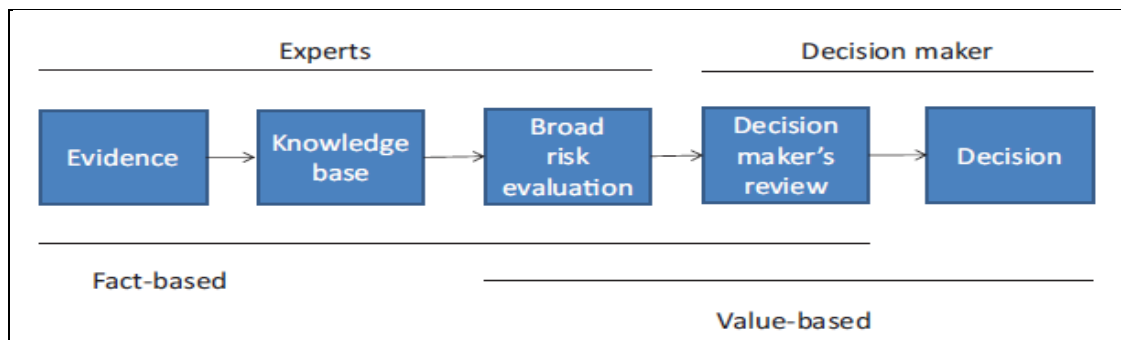 Experts
Decision maker
Evidence
Knowledge
base
Broad
risk
evaluation
Decision
maker's
review
Decision
Fact-based
Value-based